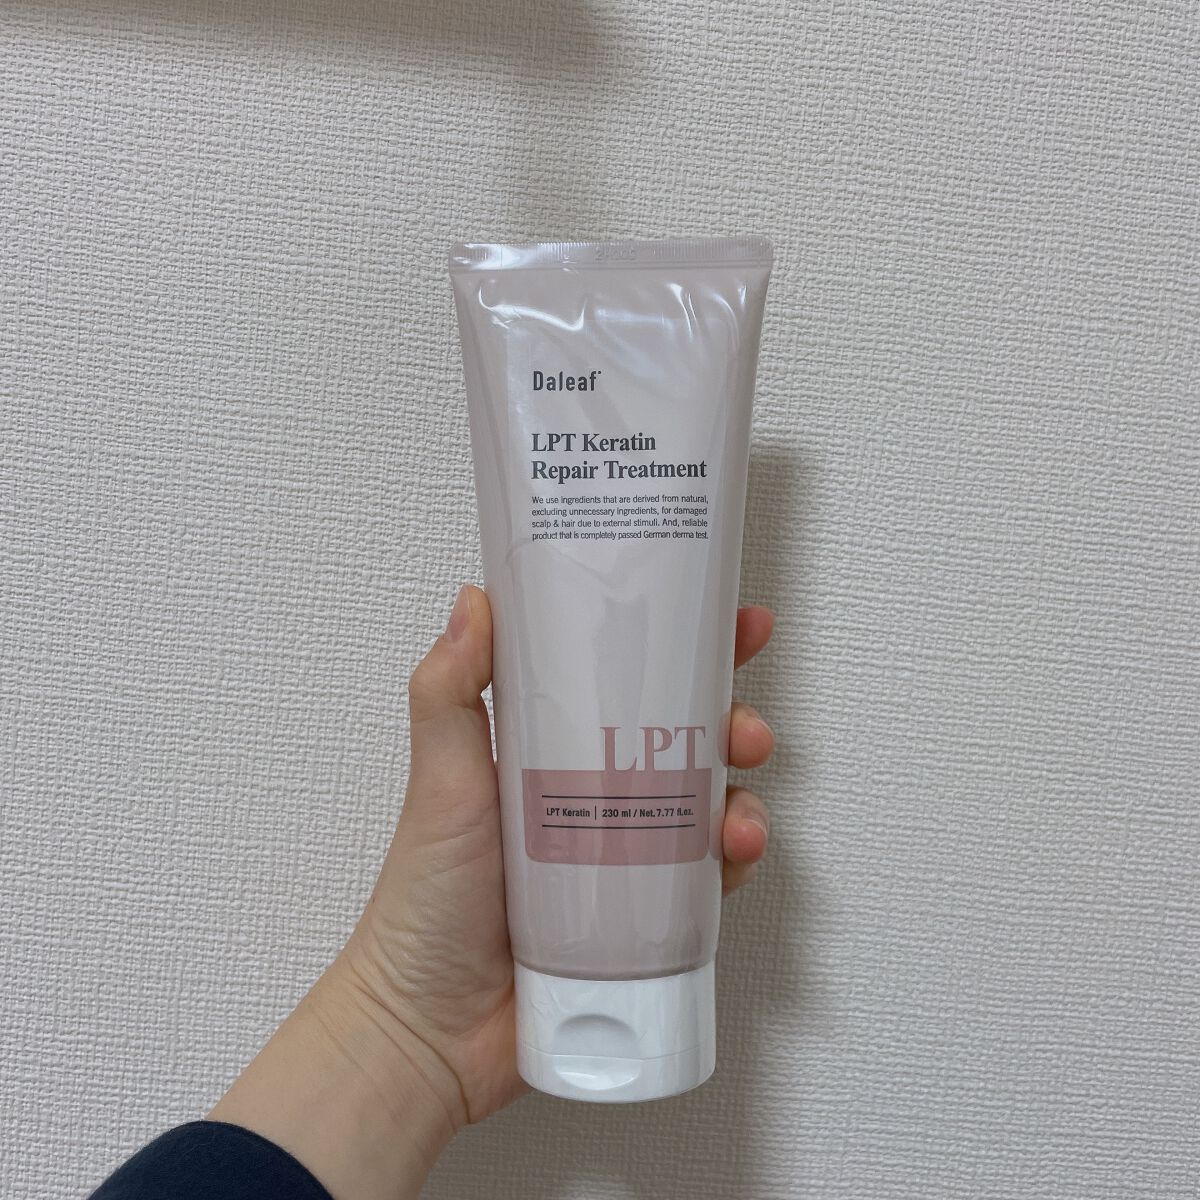 Daleaf
LPT Keratin
Repair Treatment
We use ingredients that are derived from natural,
excluding unnecessary ingredients, for damaged
scalp & hair due to external stimuli. And, reliable
product that is completely passed German derma test.
LPT
LPT Keratin | 230 ml / Net. 7.77 fl.oz.